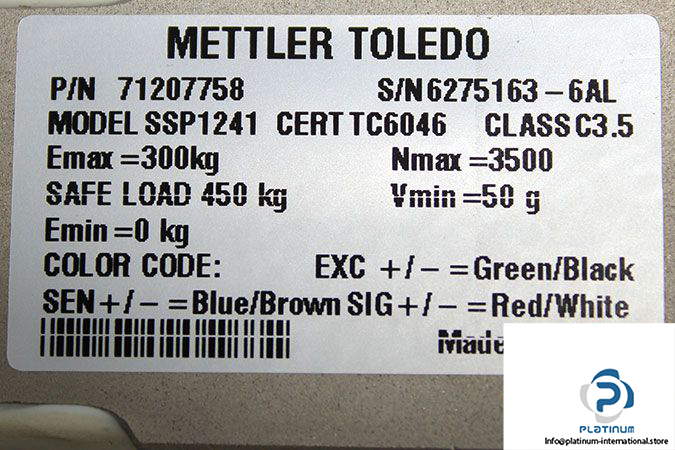 METTLER TOLEDO
P/N 71207758 S/N 6275163-6AL
MODEL SSP1241 CERT TC6046 CLASS C3.5
Emax=300kg Nmax=3500
SAFE LOAD 450 kg Vmin=50 g
Emin=0 kg
COLOR CODE: EXC +/- =Green/Black
SEN+/- =Blue/Brown SIG+/- =Red/White
Made
PLATINUM
Info@platinum-international.store